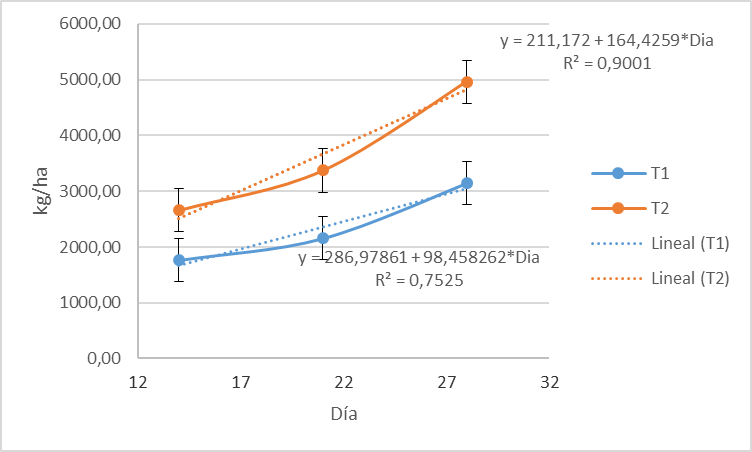 6000,00
5000,00
4000,00
3000,00
2000,00
1000,00
0,00
kg/ha
12
17
22
27
32
Día
y = 211,172 + 164,4259*Dia
R² = 0,9001
y = 286,97861 + 98,458262*Dia
R² = 0,7525
T1
T2
Lineal (T1)
Lineal (T2)